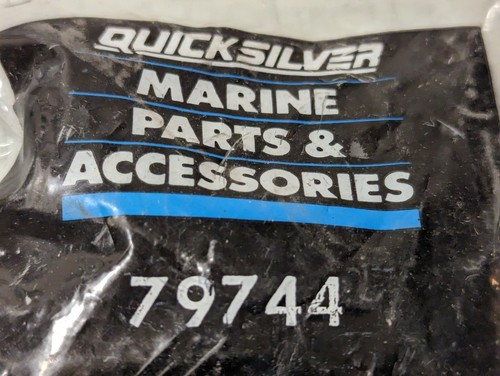 QUICKSILVER
MARINE
PARTS &
ACCESSORIES
79744